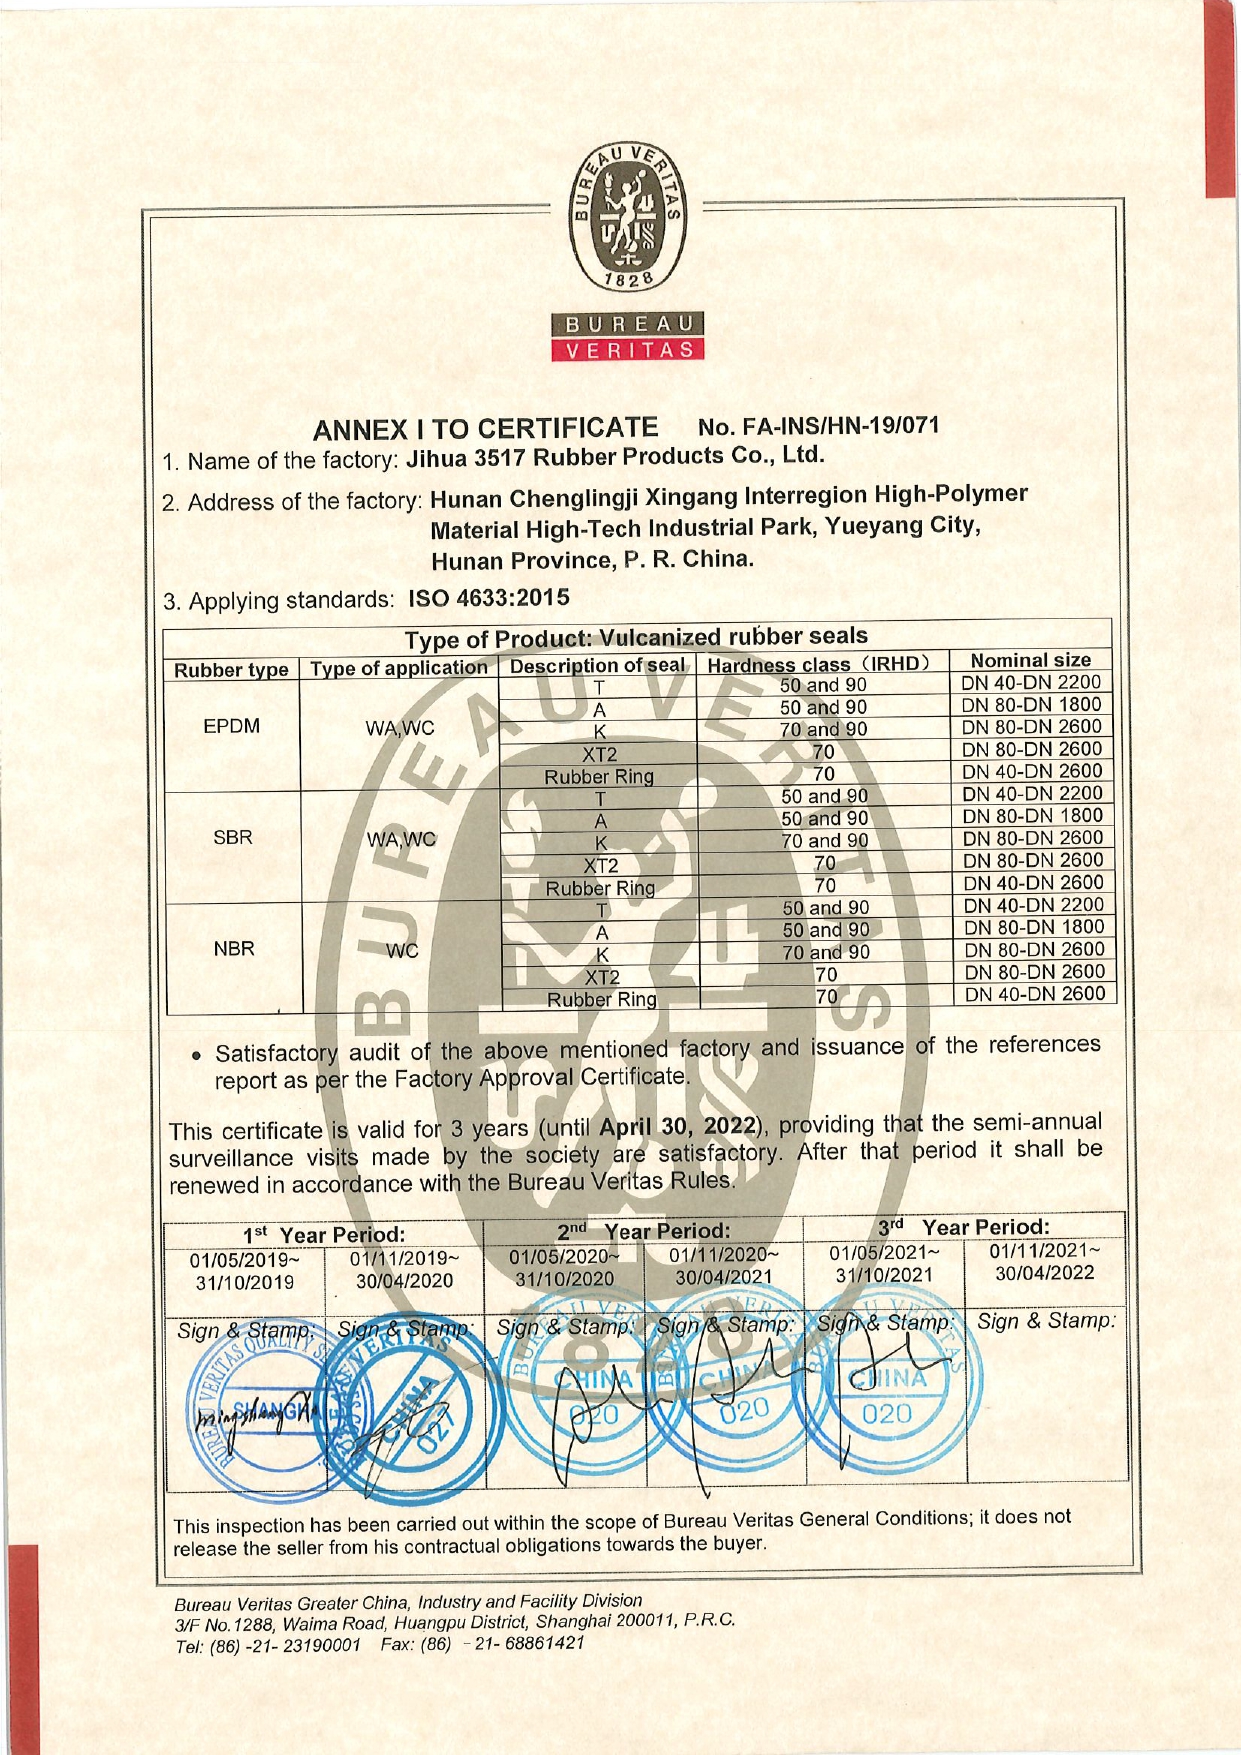 BUREAU VERITAS
1828
BUREAU
VERITAS
ANNEX I TO CERTIFICATE No. FA-INS/HN-19/071
1. Name of the factory: Jihua 3517 Rubber Products Co., Ltd.
2. Address of the factory: Hunan Chenglingji Xingang Interregion High-Polymer
Material High-Tech Industrial Park, Yueyang City,
Hunan Province, P. R. China.
3. Applying standards: ISO 4633:2015
Type of Product: Vulcanized rubber seals
Rubber type Type of application Description of seal Hardness class (IRHD) Nominal size
EPDM WA,WC T 50 and 90 DN 40-DN 2200
A 50 and 90 DN 80-DN 1800
K 70 and 90 DN 80-DN 2600
XT2 70 DN 80-DN 2600
Rubber Ring 70 DN 40-DN 2600
SBR WA,WC T 50 and 90 DN 40-DN 2200
A 50 and 90 DN 80-DN 1800
K 70 and 90 DN 80-DN 2600
XT2 70 DN 80-DN 2600
Rubber Ring 70 DN 40-DN 2600
NBR WC T 50 and 90 DN 40-DN 2200
A 50 and 90 DN 80-DN 1800
K 70 and 90 DN 80-DN 2600
XT2 70 DN 80-DN 2600
Rubber Ring 70 DN 40-DN 2600
• Satisfactory audit of the above mentioned factory and issuance of the references
report as per the Factory Approval Certificate.
This certificate is valid for 3 years (until April 30, 2022), providing that the semi-annual
surveillance visits made by the society are satisfactory. After that period it shall be
renewed in accordance with the Bureau Veritas Rules.
1st Year Period: 2nd Year Period: 3rd Year Period:
01/05/2019~ 01/11/2019~ 01/05/2020~ 01/11/2020~ 01/05/2021~ 01/11/2021~
31/10/2019 30/04/2020 31/10/2020 30/04/2021 31/10/2021 30/04/2022
Sign & Stamp: Sign & Stamp: Sign & Stamp: Sign & Stamp: Sign & Stamp: Sign & Stamp:
CHINA CHINA CHINA CHINA
027 020 020 020
This inspection has been carried out within the scope of Bureau Veritas General Conditions; it does not
release the seller from his contractual obligations towards the buyer.
Bureau Veritas Greater China, Industry and Facility Division
3/F No.1288, Waima Road, Huangpu District, Shanghai 200011, P.R.C.
Tel: (86) -21- 23190001 Fax: (86) -21- 68861421